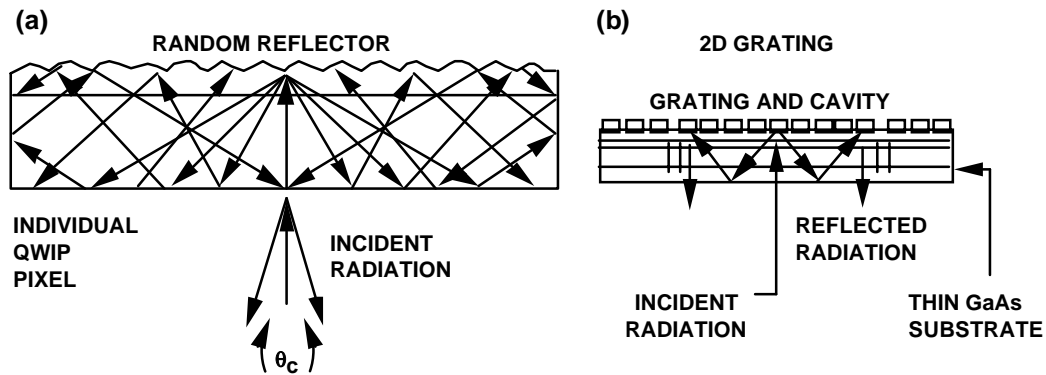 (a)
RANDOM REFLECTOR
INDIVIDUAL
QWIP
PIXEL
INCIDENT
RADIATION
θc
(b)
2D GRATING
GRATING AND CAVITY
REFLECTED
RADIATION
INCIDENT
RADIATION
THIN GaAs
SUBSTRATE